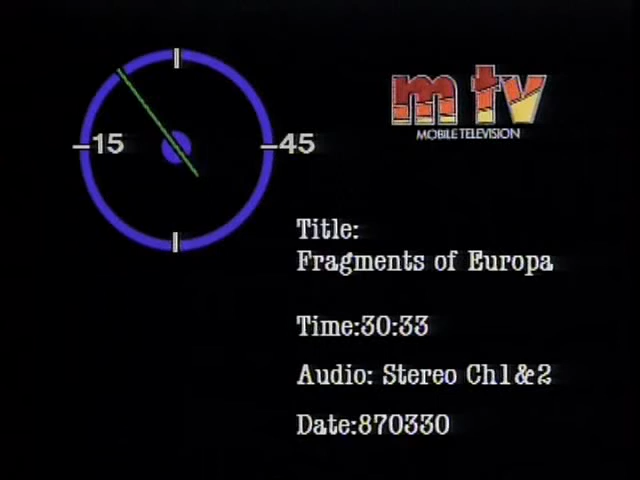 -15
-45
mtv
MOBILE TELEVISION
Title:
Fragments of Europa
Time:30:33
Audio: Stereo Ch1&2
Date:870330